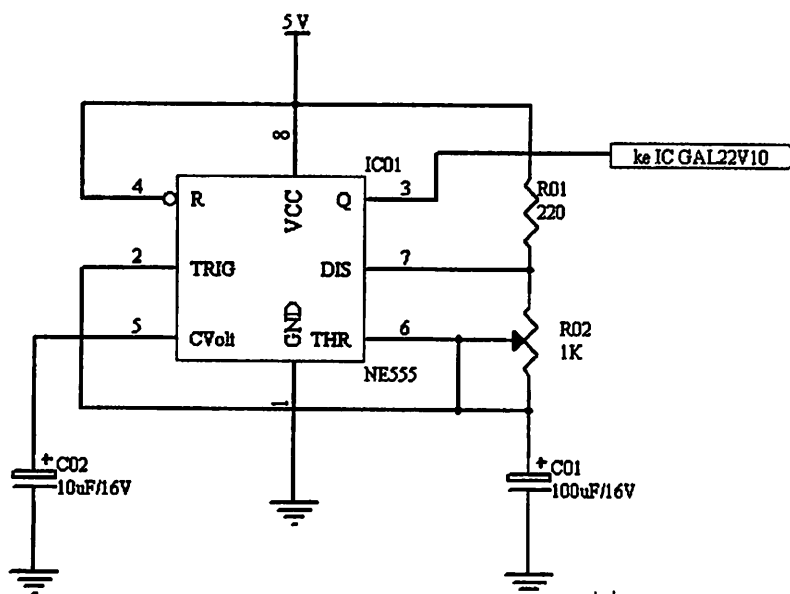 5 V
8
IC01
ke IC GAL22V10
4
R
VCC
Q
3
R01
220
2
TRIG
DIS
7
5
CVolt
GND
THR
6
R02
1K
NE555
1
+
C02
10uF/16V
+
C01
100uF/16V